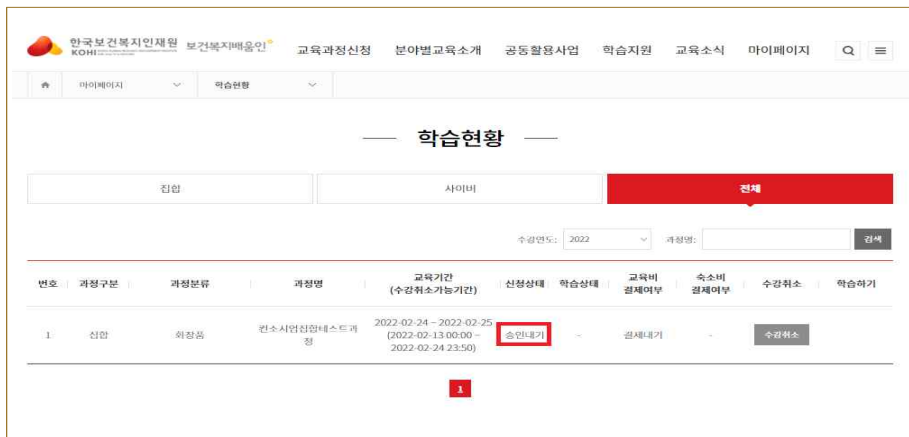 한국보건복지인재원 보건복지배움인
KOHI
교육과정신청 분야별교육소개 공동활용사업 학습지원 교육소식 마이페이지
마이페이지 학습현황
학습현황
집합 사이버 전체
수강연도: 2022 과정명: 검색
번호 과정구분 과정분류 과정명 교육기간 (수강취소가능기간) 신청상태 학습상태 교육비 결제여부 숙소비 결제여부 수강취소 학습하기
1 집합 화장품 컨소시엄집합테스트과정 2022-02-24 ~ 2022-02-25 (2022-02-13 00:00 ~ 2022-02-24 23:50) 승인대기 - 결제대기 - 수강취소
1